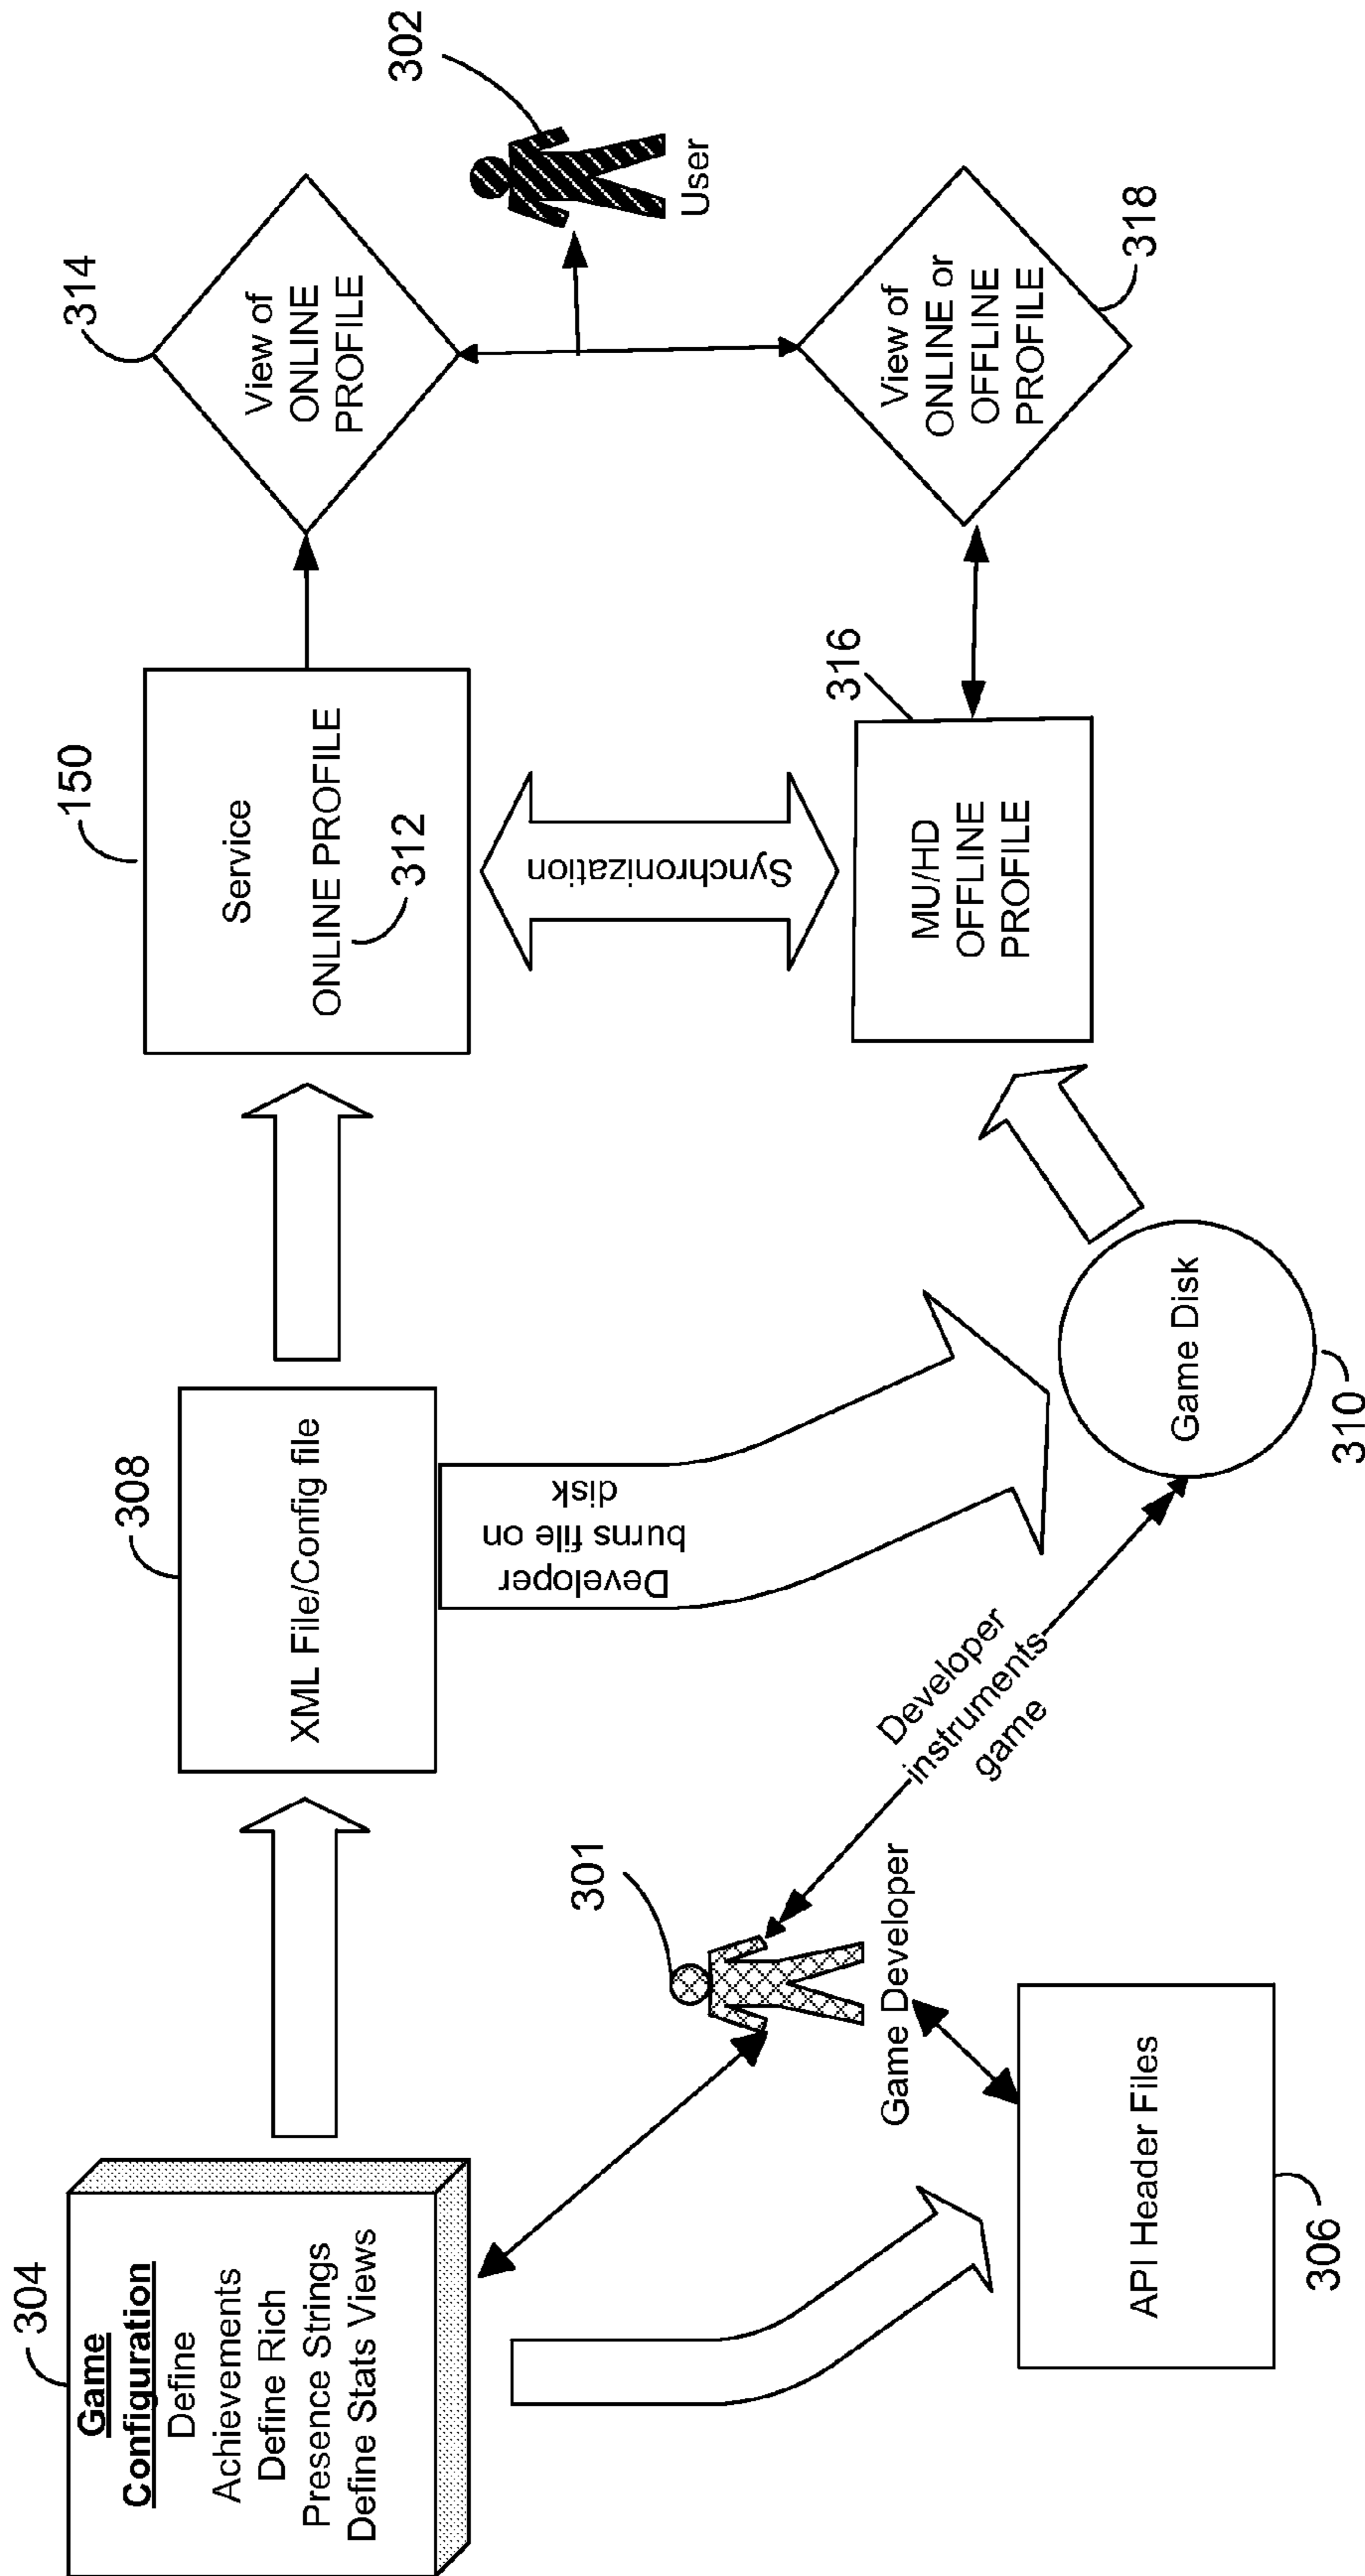 304
Game
Configuration
Define
Achievements
Define Rich
Presence Strings
Define Stats Views
308
XML File/Config file
150
Service
ONLINE PROFILE
312
314
View of
ONLINE
PROFILE
302
User
Developer
burns file on
disk
Synchronization
301
Game Developer
Developer
instruments
game
316
MU/HD
OFFLINE
PROFILE
View of
ONLINE or
OFFLINE
PROFILE
318
API Header Files
306
Game Disk
310